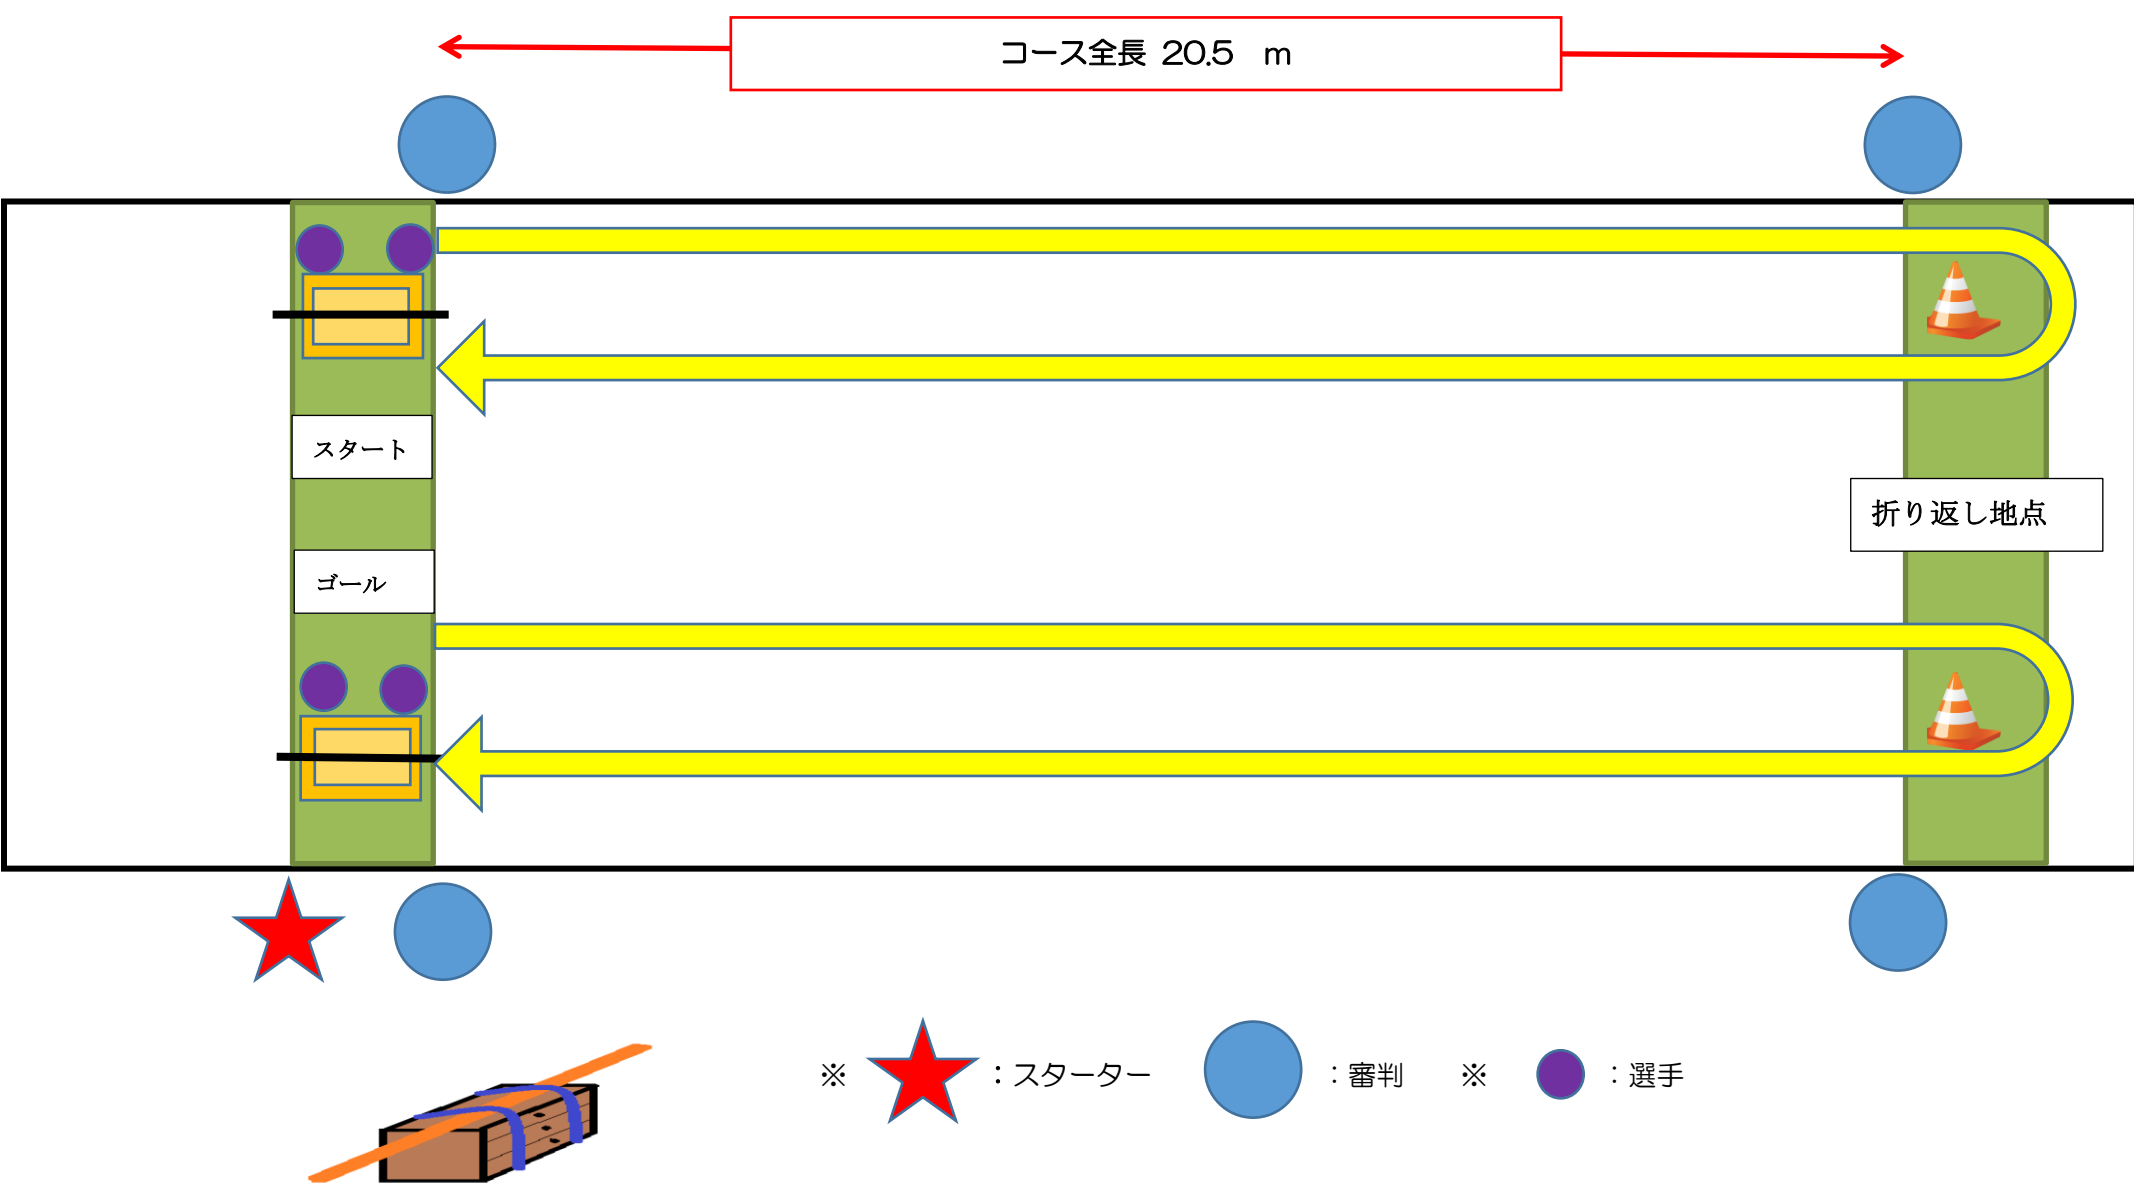 コース全長 20.5　m
スタート
折り返し地点
ゴール
※ ：スターター ：審判 ※ ：選手